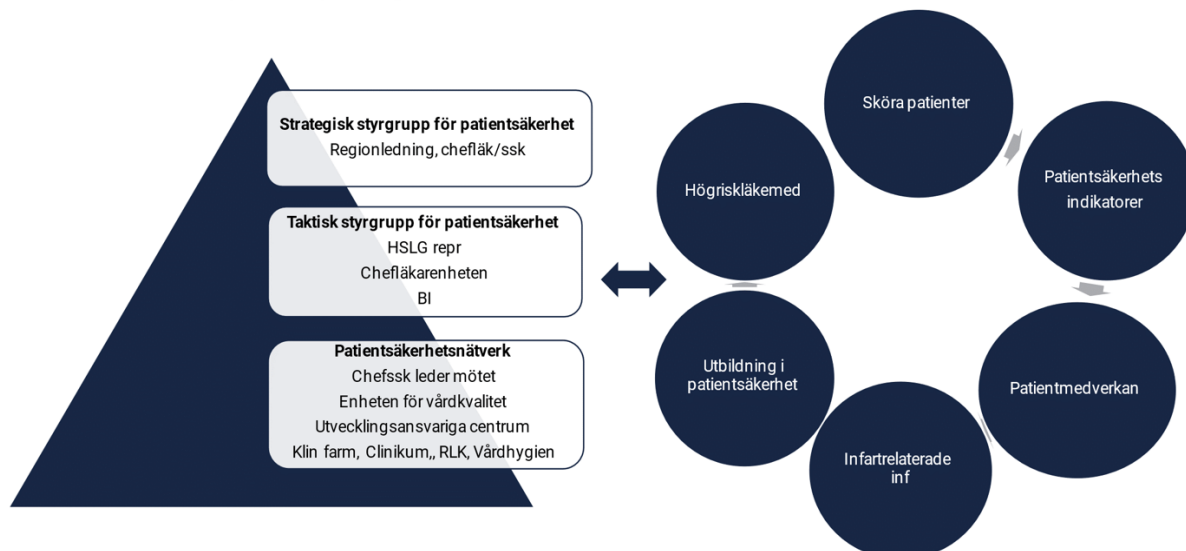 Strategisk styrgrupp för patientsäkerhet
Regionledning, chefläk/ssk
Taktisk styrgrupp för patientsäkerhet
HSLG repr
Chefläkarenheten
BI
Patientsäkerhetsnätverk
Chefssk leder mötet
Enheten för vårdkvalitet
Utvecklingsansvariga centrum
Klin farm, Clinikum,, RLK, Vårdhygien
Sköra patienter
Patientsäkerhets
indikatorer
Patientmedverkan
Infartrelaterade
inf
Utbildning i
patientsäkerhet
Högriskläkemed